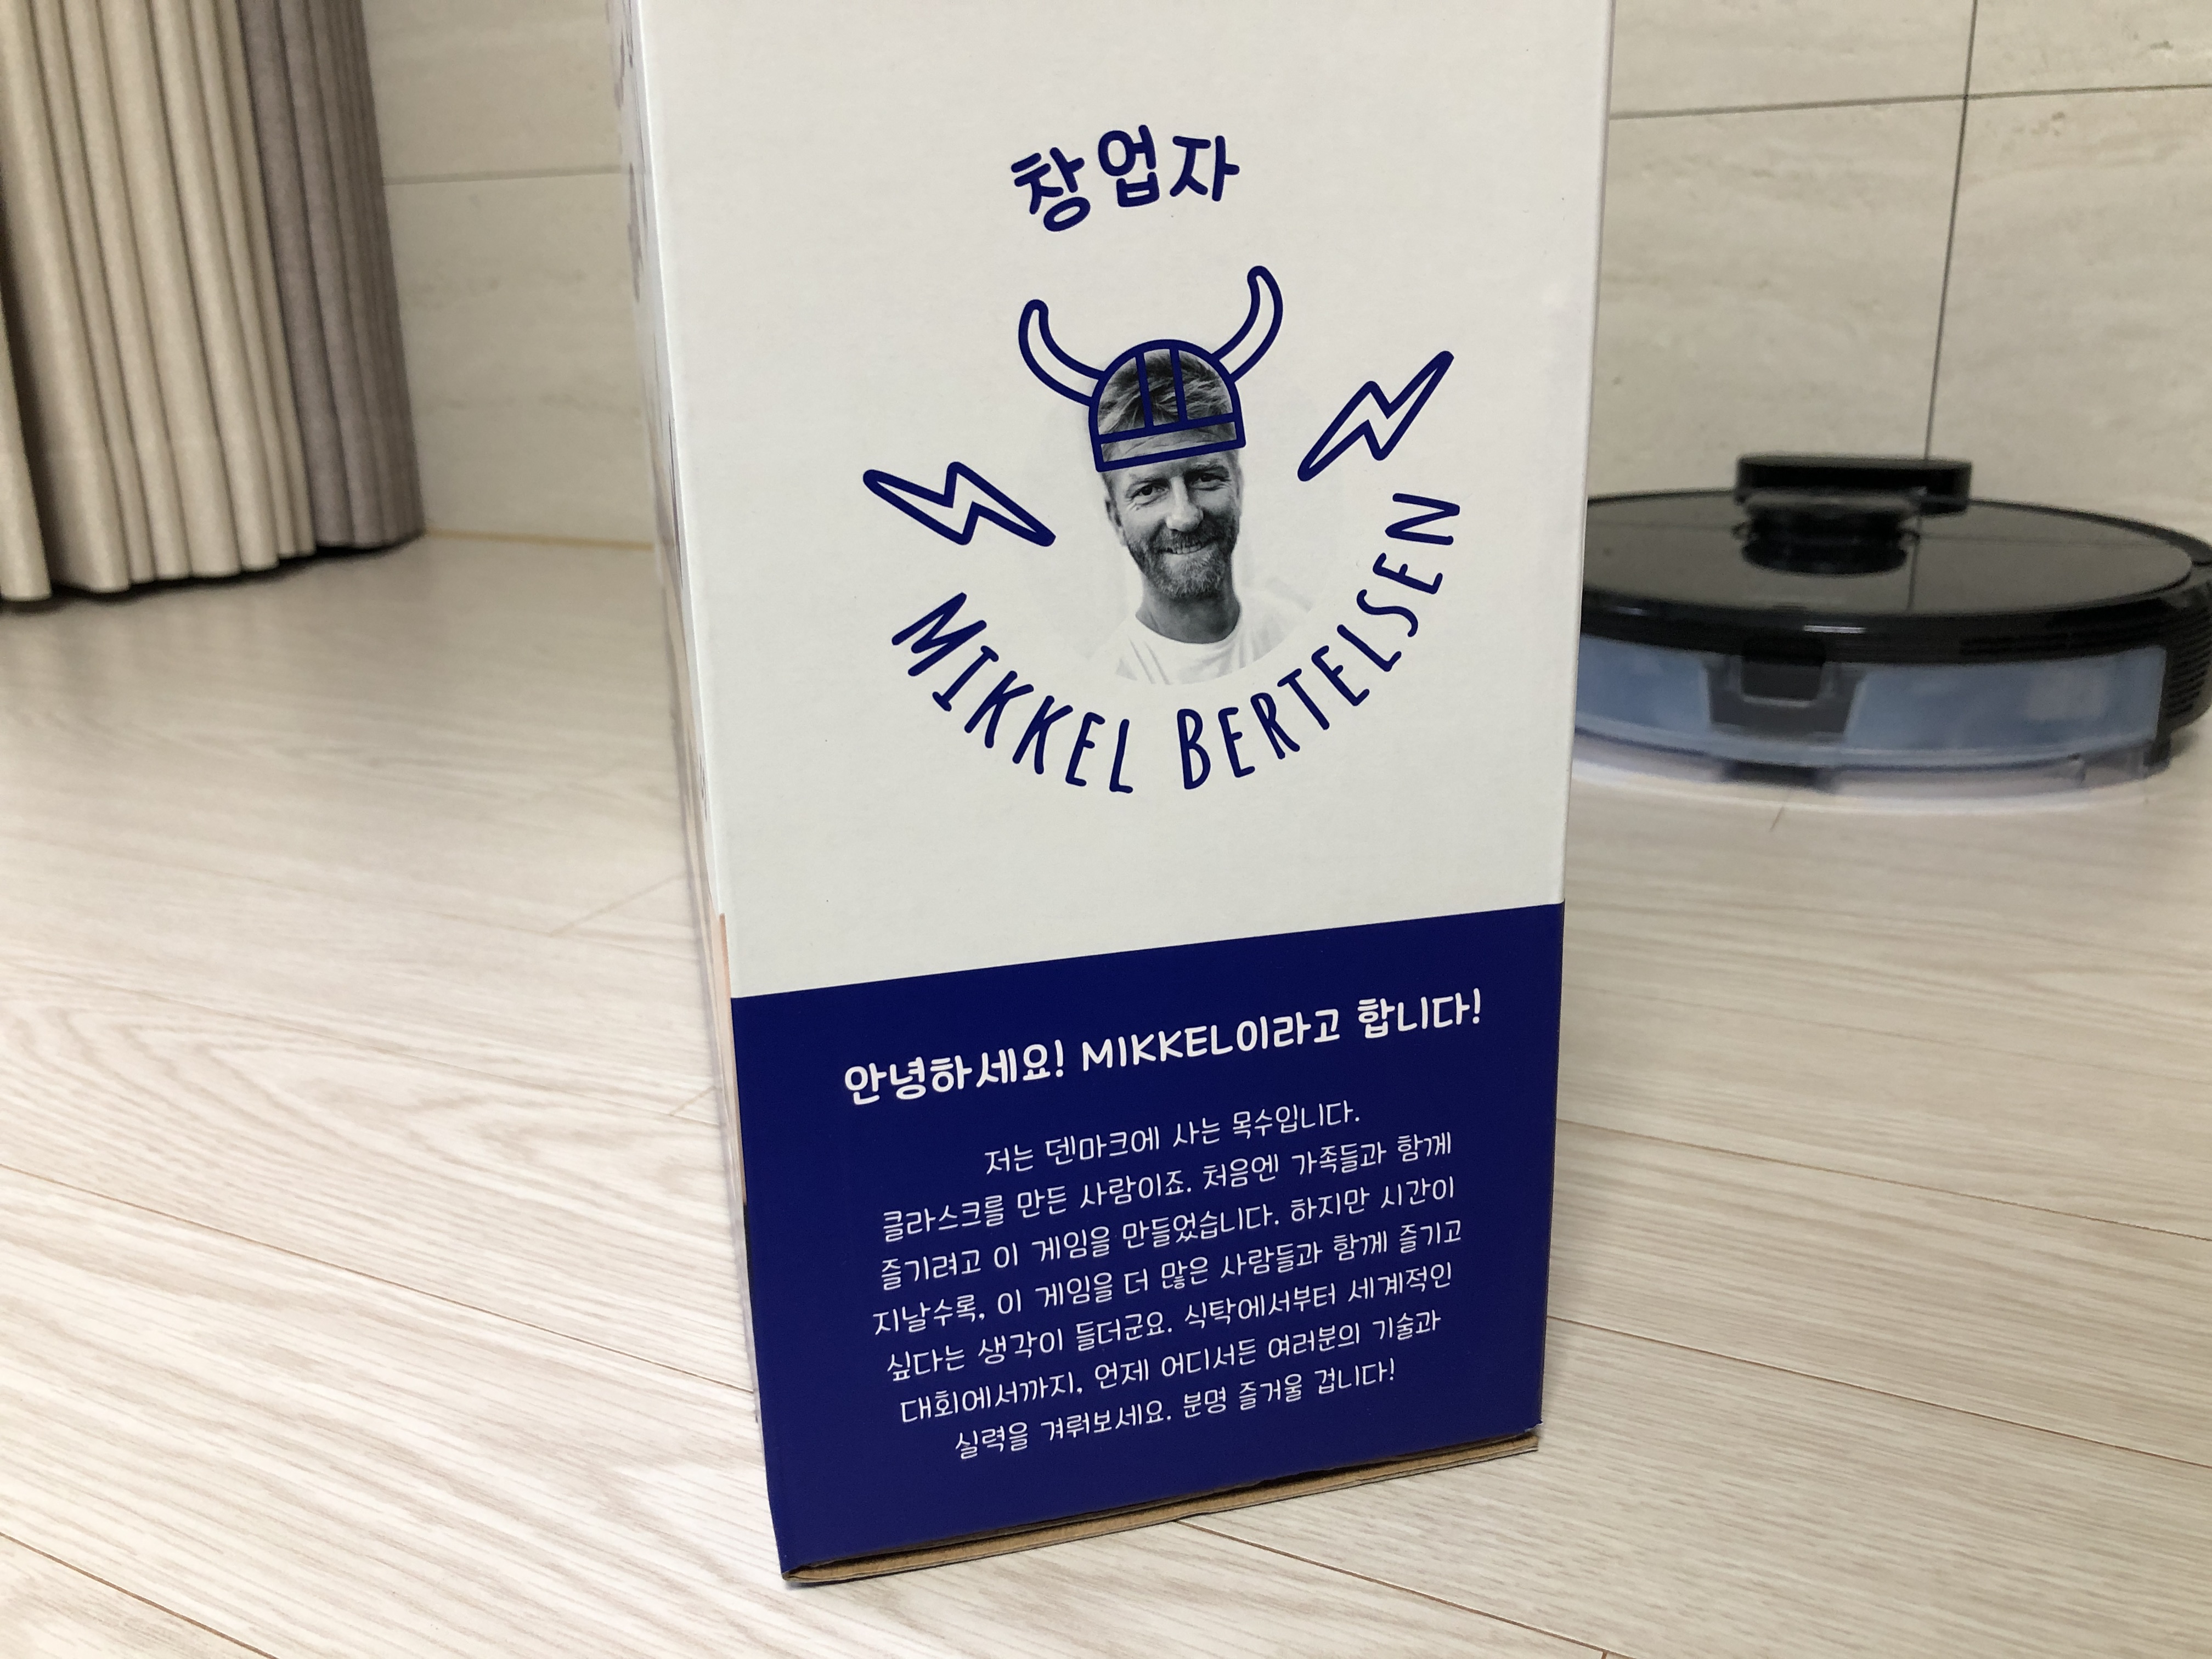 창업자
MIKKEL BERTELSEN
안녕하세요! MIKKEL이라고 합니다!
저는 덴마크에 사는 목수입니다.
클라스크를 만든 사람이죠. 처음엔 가족들과 함께
즐기려고 이 게임을 만들었습니다. 하지만 시간이
지날수록, 이 게임을 더 많은 사람들과 함께 즐기고
싶다는 생각이 들더군요. 식탁에서부터 세계적인
대회에서까지, 언제 어디서든 여러분의 기술과
실력을 겨뤄보세요. 분명 즐거울 겁니다!